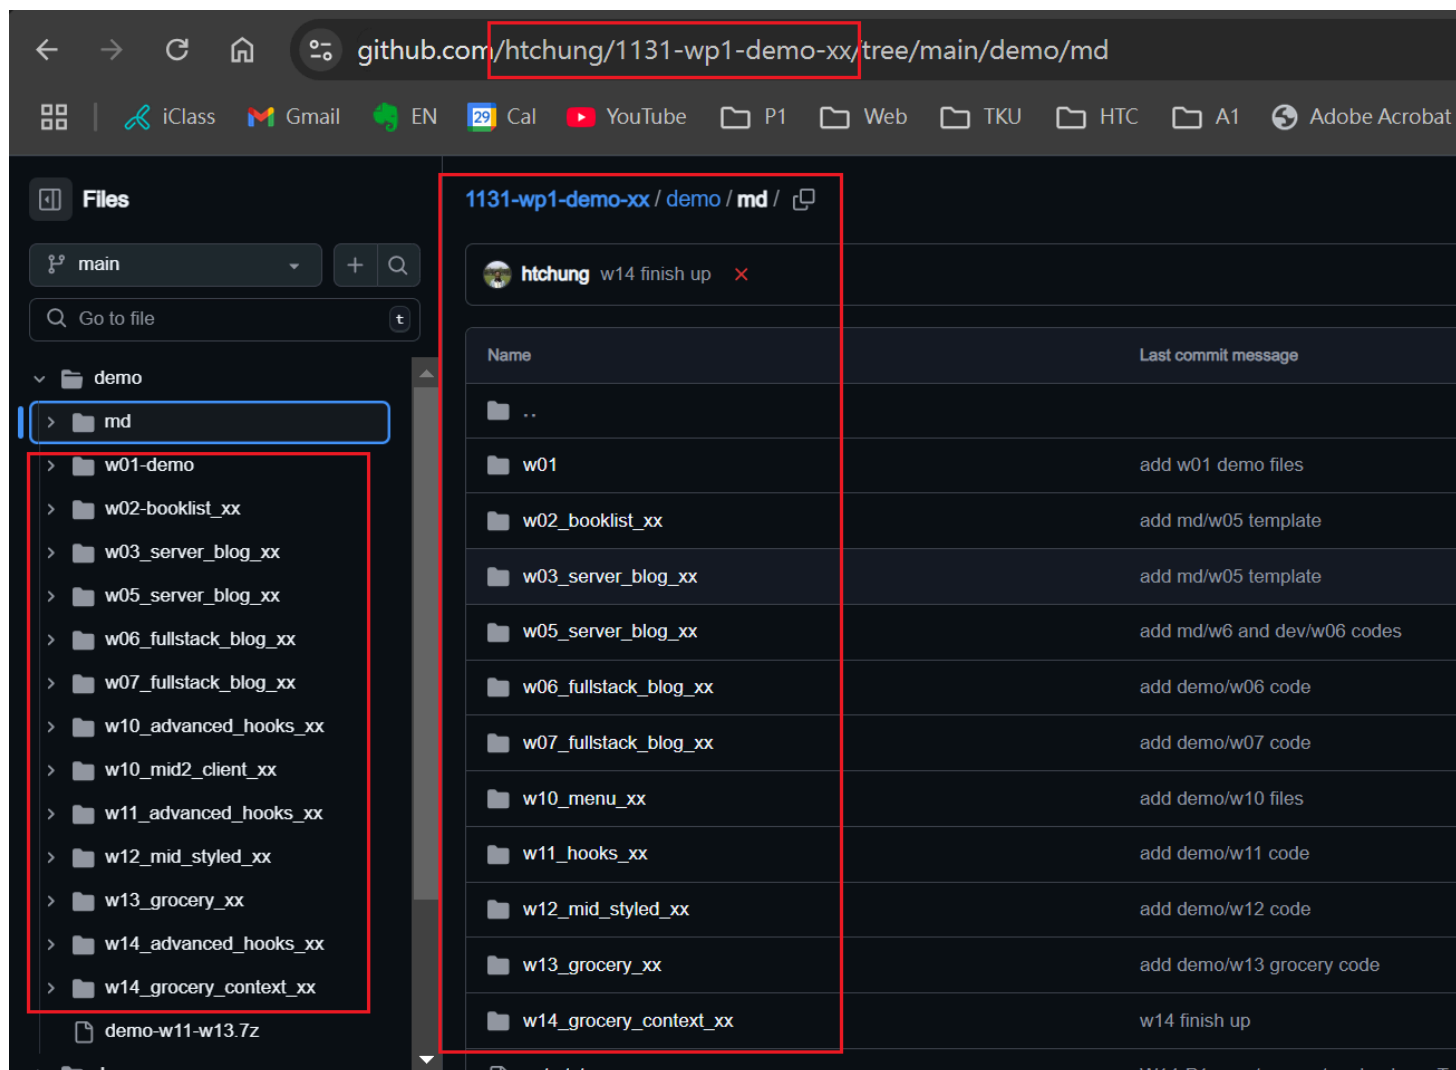 github.com/htchung/1131-wp1-demo-xx/tree/main/demo/md
iClass Gmail EN 29 Cal YouTube P1 Web TKU HTC A1 Adobe Acrobat
Files
main
Go to file t
demo
md
w01-demo
w02-booklist_xx
w03_server_blog_xx
w05_server_blog_xx
w06_fullstack_blog_xx
w07_fullstack_blog_xx
w10_advanced_hooks_xx
w10_mid2_client_xx
w11_advanced_hooks_xx
w12_mid_styled_xx
w13_grocery_xx
w14_advanced_hooks_xx
w14_grocery_context_xx
demo-w11-w13.7z
1131-wp1-demo-xx / demo / md /
htchung w14 finish up
Name Last commit message
..
w01 add w01 demo files
w02_booklist_xx add md/w05 template
w03_server_blog_xx add md/w05 template
w05_server_blog_xx add md/w6 and dev/w06 codes
w06_fullstack_blog_xx add demo/w06 code
w07_fullstack_blog_xx add demo/w07 code
w10_menu_xx add demo/w10 files
w11_hooks_xx add demo/w11 code
w12_mid_styled_xx add demo/w12 code
w13_grocery_xx add demo/w13 grocery code
w14_grocery_context_xx w14 finish up